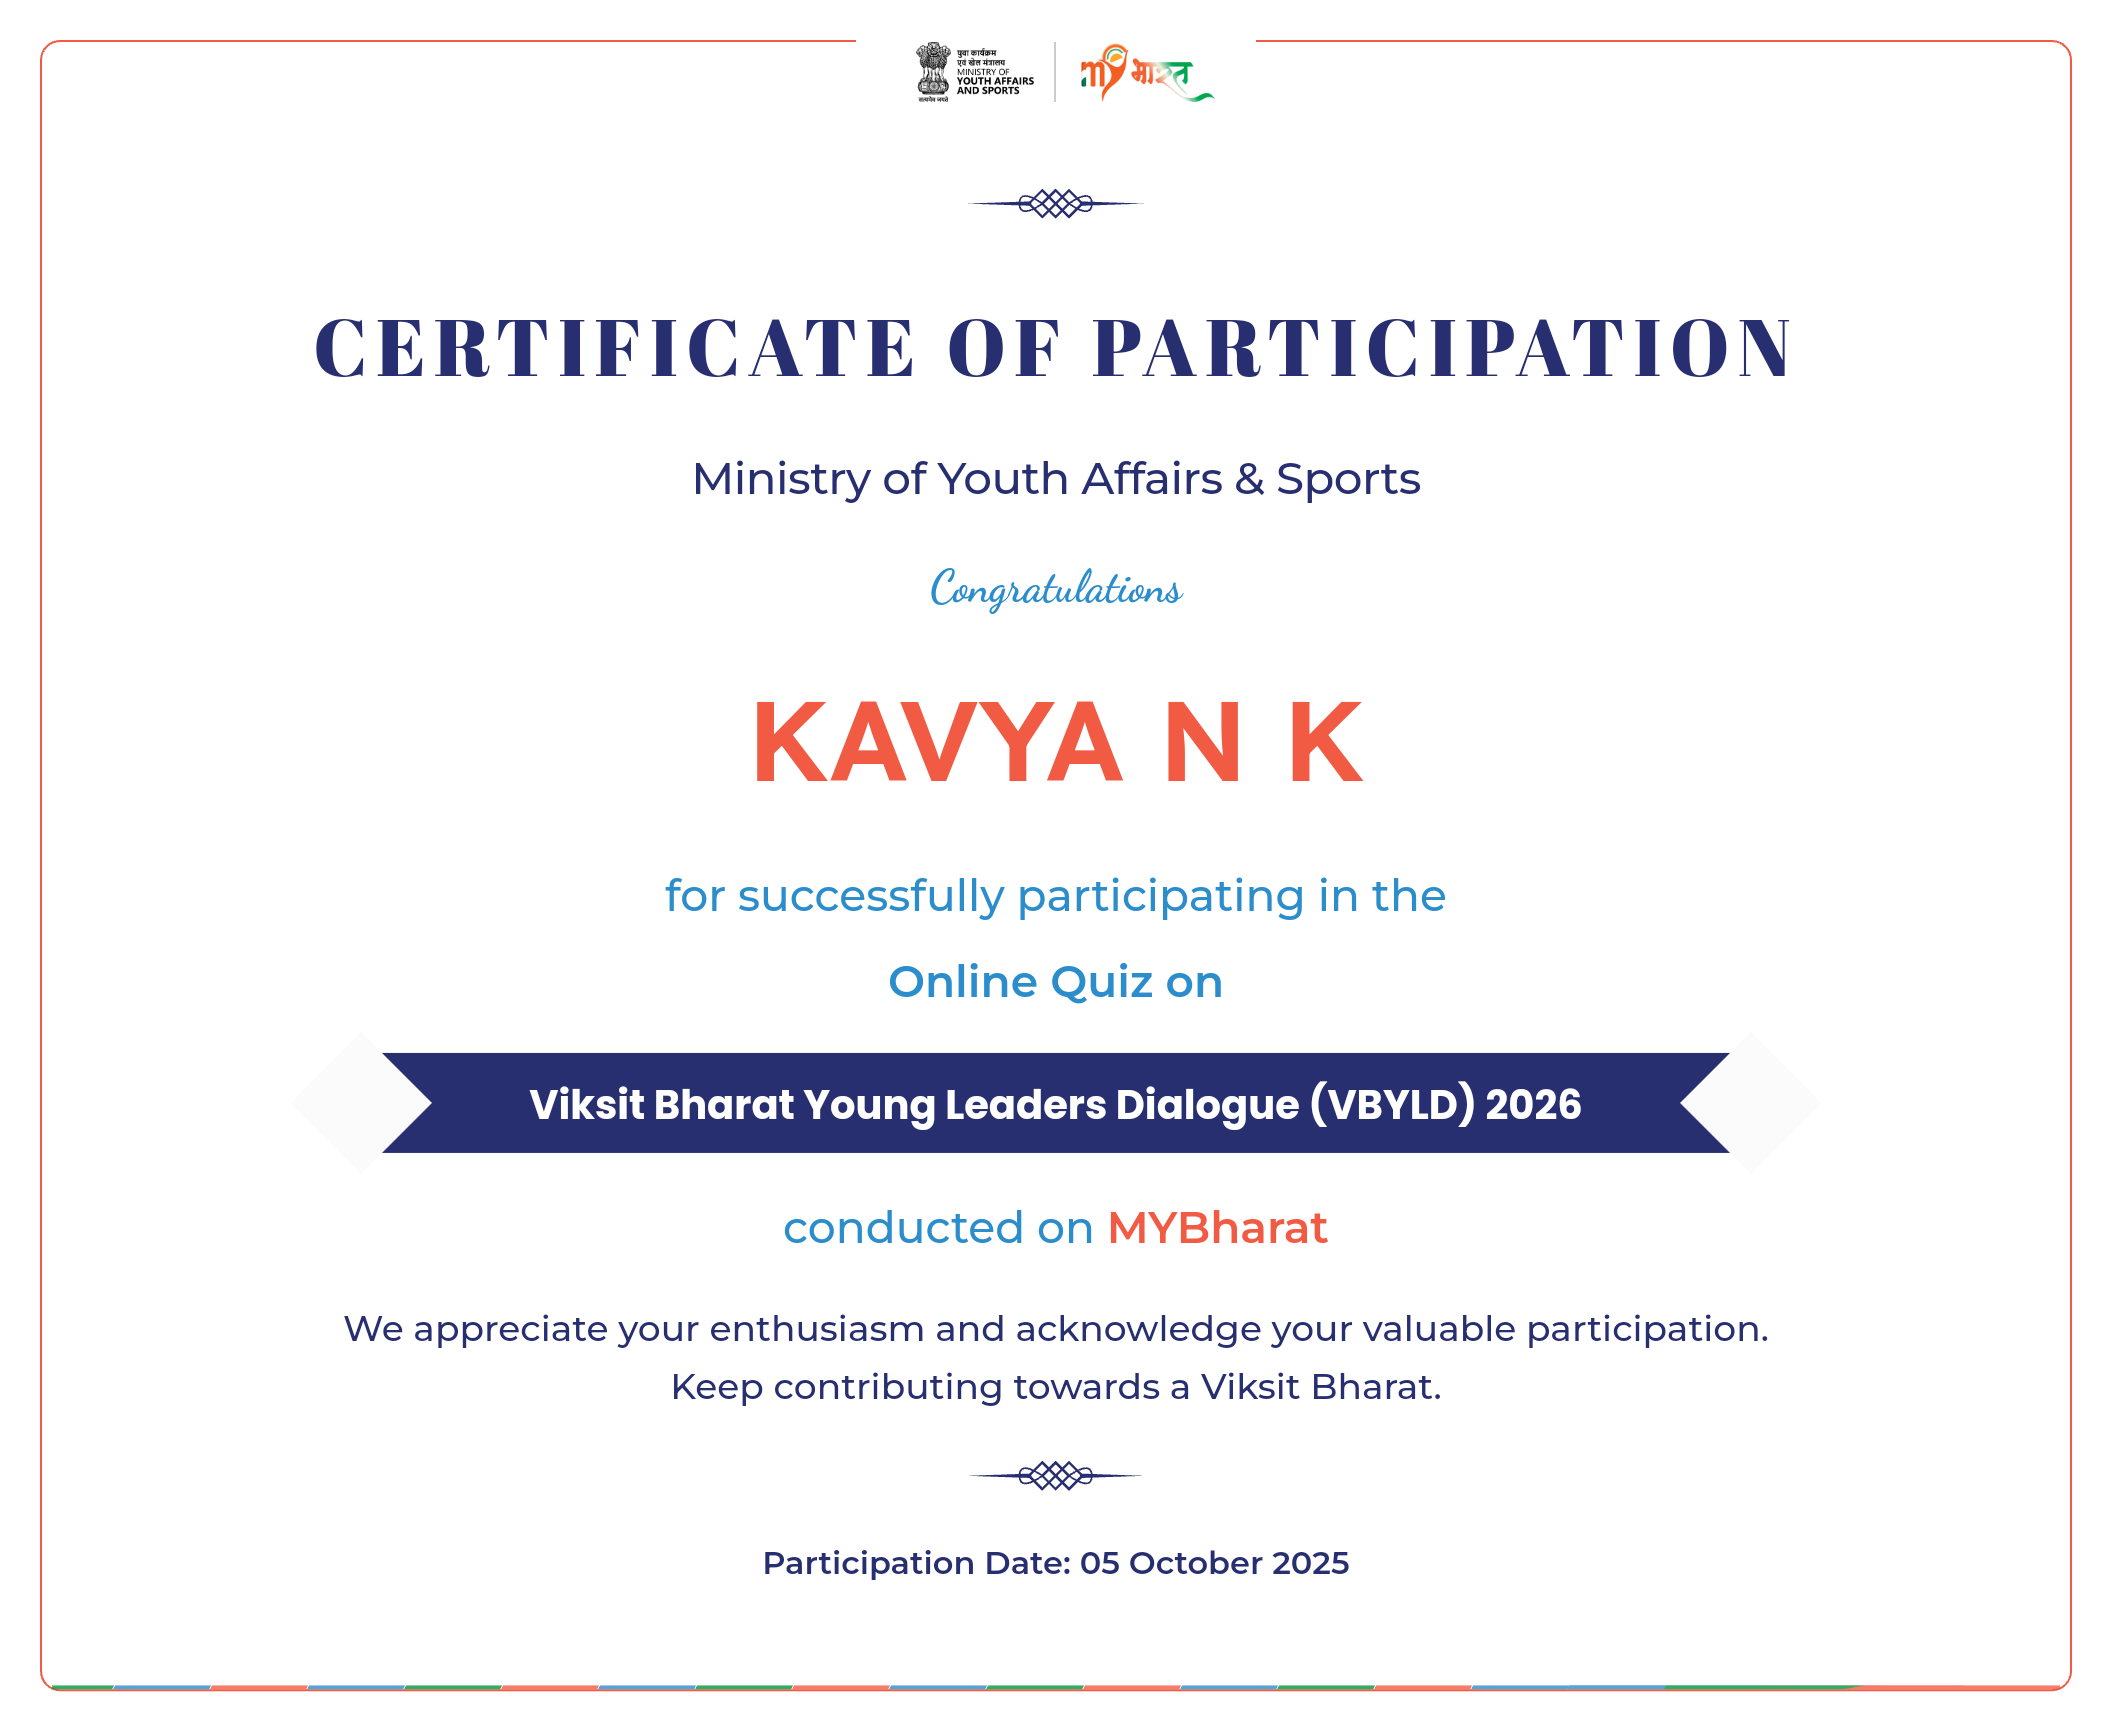 युवा कार्यक्रम
एवं खेल मंत्रालय
MINISTRY OF
YOUTH AFFAIRS
AND SPORTS
सत्यमेव जयते
my भारत
CERTIFICATE OF PARTICIPATION
Ministry of Youth Affairs & Sports
Congratulations
KAVYA N K
for successfully participating in the
Online Quiz on
Viksit Bharat Young Leaders Dialogue (VBYLD) 2026
conducted on MYBharat
We appreciate your enthusiasm and acknowledge your valuable participation.
Keep contributing towards a Viksit Bharat.
Participation Date: 05 October 2025